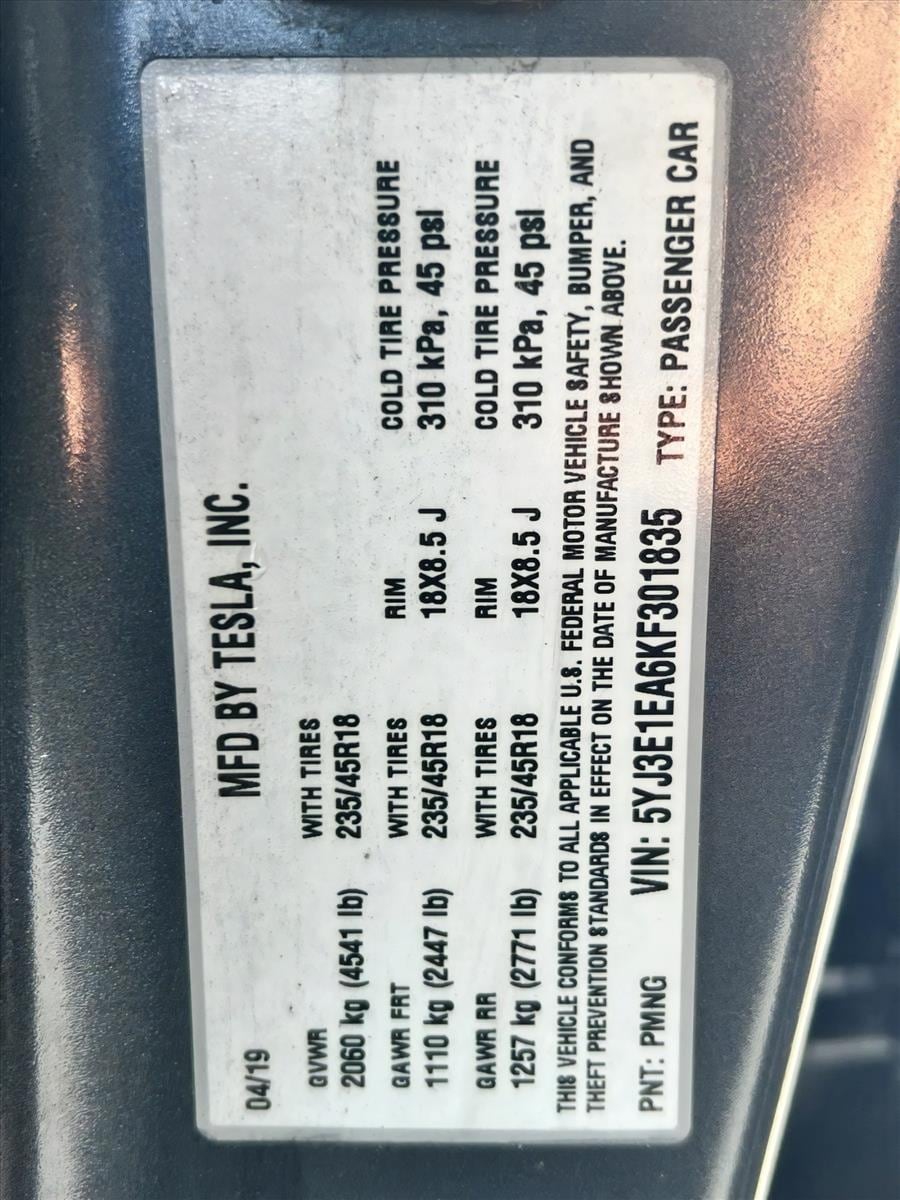 MFD BY TESLA, INC.
04/19
GVWR WITH TIRES
2060 kg (4541 lb) 235/45R18
GAWR FRT WITH TIRES RIM COLD TIRE PRESSURE
1110 kg (2447 lb) 235/45R18 18X8.5 J 310 kPa, 45 psI
GAWR RR WITH TIRES RIM COLD TIRE PRESSURE
1257 kg (2771 lb) 235/45R18 18X8.5 J 310 kPa, 45 psI
THIS VEHICLE CONFORMS TO ALL APPLICABLE U.S. FEDERAL MOTOR VEHICLE SAFETY, BUMPER, AND
THEFT PREVENTION STANDARDS IN EFFECT ON THE DATE OF MANUFACTURE SHOWN ABOVE.
PNT: PMNG VIN: 5YJ3E1EA6KF301835 TYPE: PASSENGER CAR